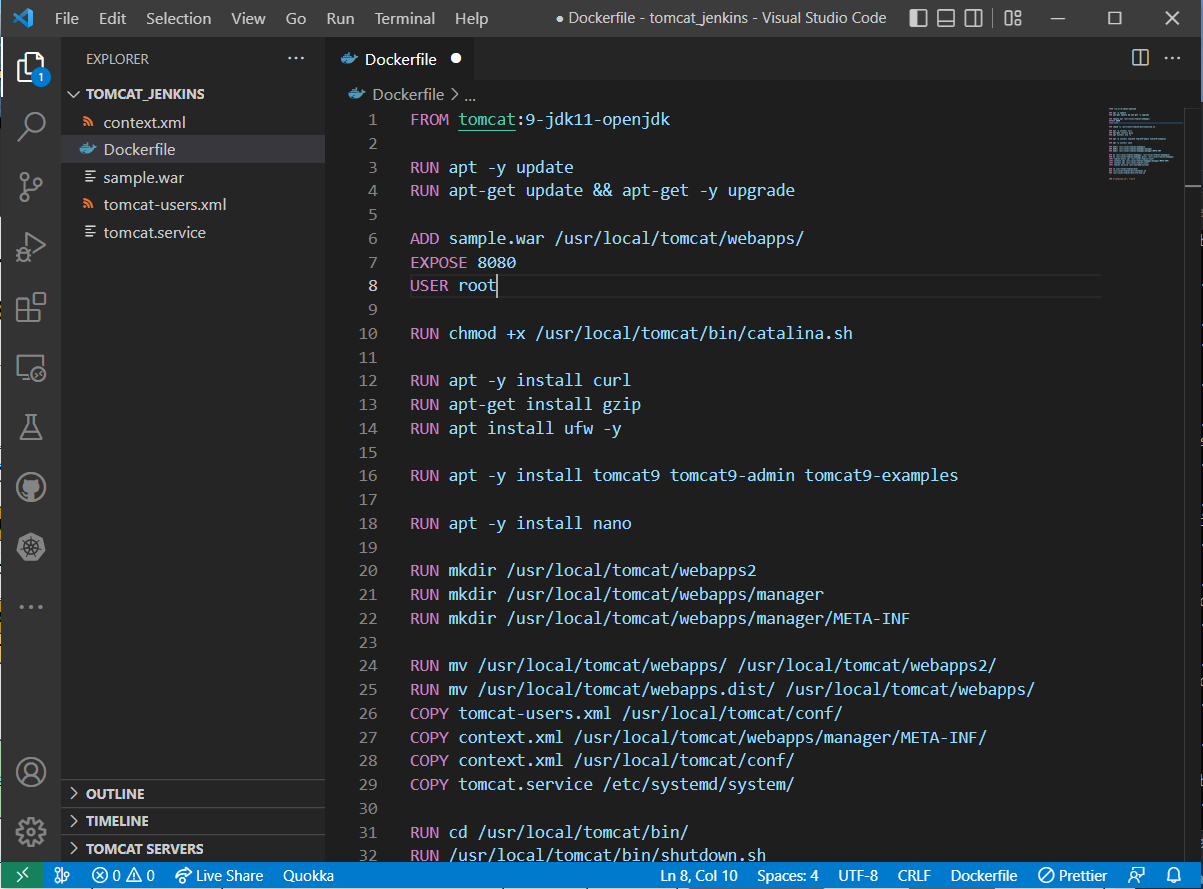 File Edit Selection View Go Run Terminal Help ● Dockerfile - tomcat_jenkins - Visual Studio Code
1
EXPLORER ...
TOMCAT_JENKINS
context.xml
Dockerfile
sample.war
tomcat-users.xml
tomcat.service
OUTLINE
TIMELINE
TOMCAT SERVERS
Dockerfile ●
Dockerfile > ...
1 FROM tomcat:9-jdk11-openjdk
2
3 RUN apt -y update
4 RUN apt-get update && apt-get -y upgrade
5
6 ADD sample.war /usr/local/tomcat/webapps/
7 EXPOSE 8080
8 USER root
9
10 RUN chmod +x /usr/local/tomcat/bin/catalina.sh
11
12 RUN apt -y install curl
13 RUN apt-get install gzip
14 RUN apt install ufw -y
15
16 RUN apt -y install tomcat9 tomcat9-admin tomcat9-examples
17
18 RUN apt -y install nano
19
20 RUN mkdir /usr/local/tomcat/webapps2
21 RUN mkdir /usr/local/tomcat/webapps/manager
22 RUN mkdir /usr/local/tomcat/webapps/manager/META-INF
23
24 RUN mv /usr/local/tomcat/webapps/ /usr/local/tomcat/webapps2/
25 RUN mv /usr/local/tomcat/webapps.dist/ /usr/local/tomcat/webapps/
26 COPY tomcat-users.xml /usr/local/tomcat/conf/
27 COPY context.xml /usr/local/tomcat/webapps/manager/META-INF/
28 COPY context.xml /usr/local/tomcat/conf/
29 COPY tomcat.service /etc/systemd/system/
30
31 RUN cd /usr/local/tomcat/bin/
32 RUN /usr/local/tomcat/bin/shutdown.sh
0 0 Live Share Quokka Ln 8, Col 10 Spaces: 4 UTF-8 CRLF Dockerfile Prettier